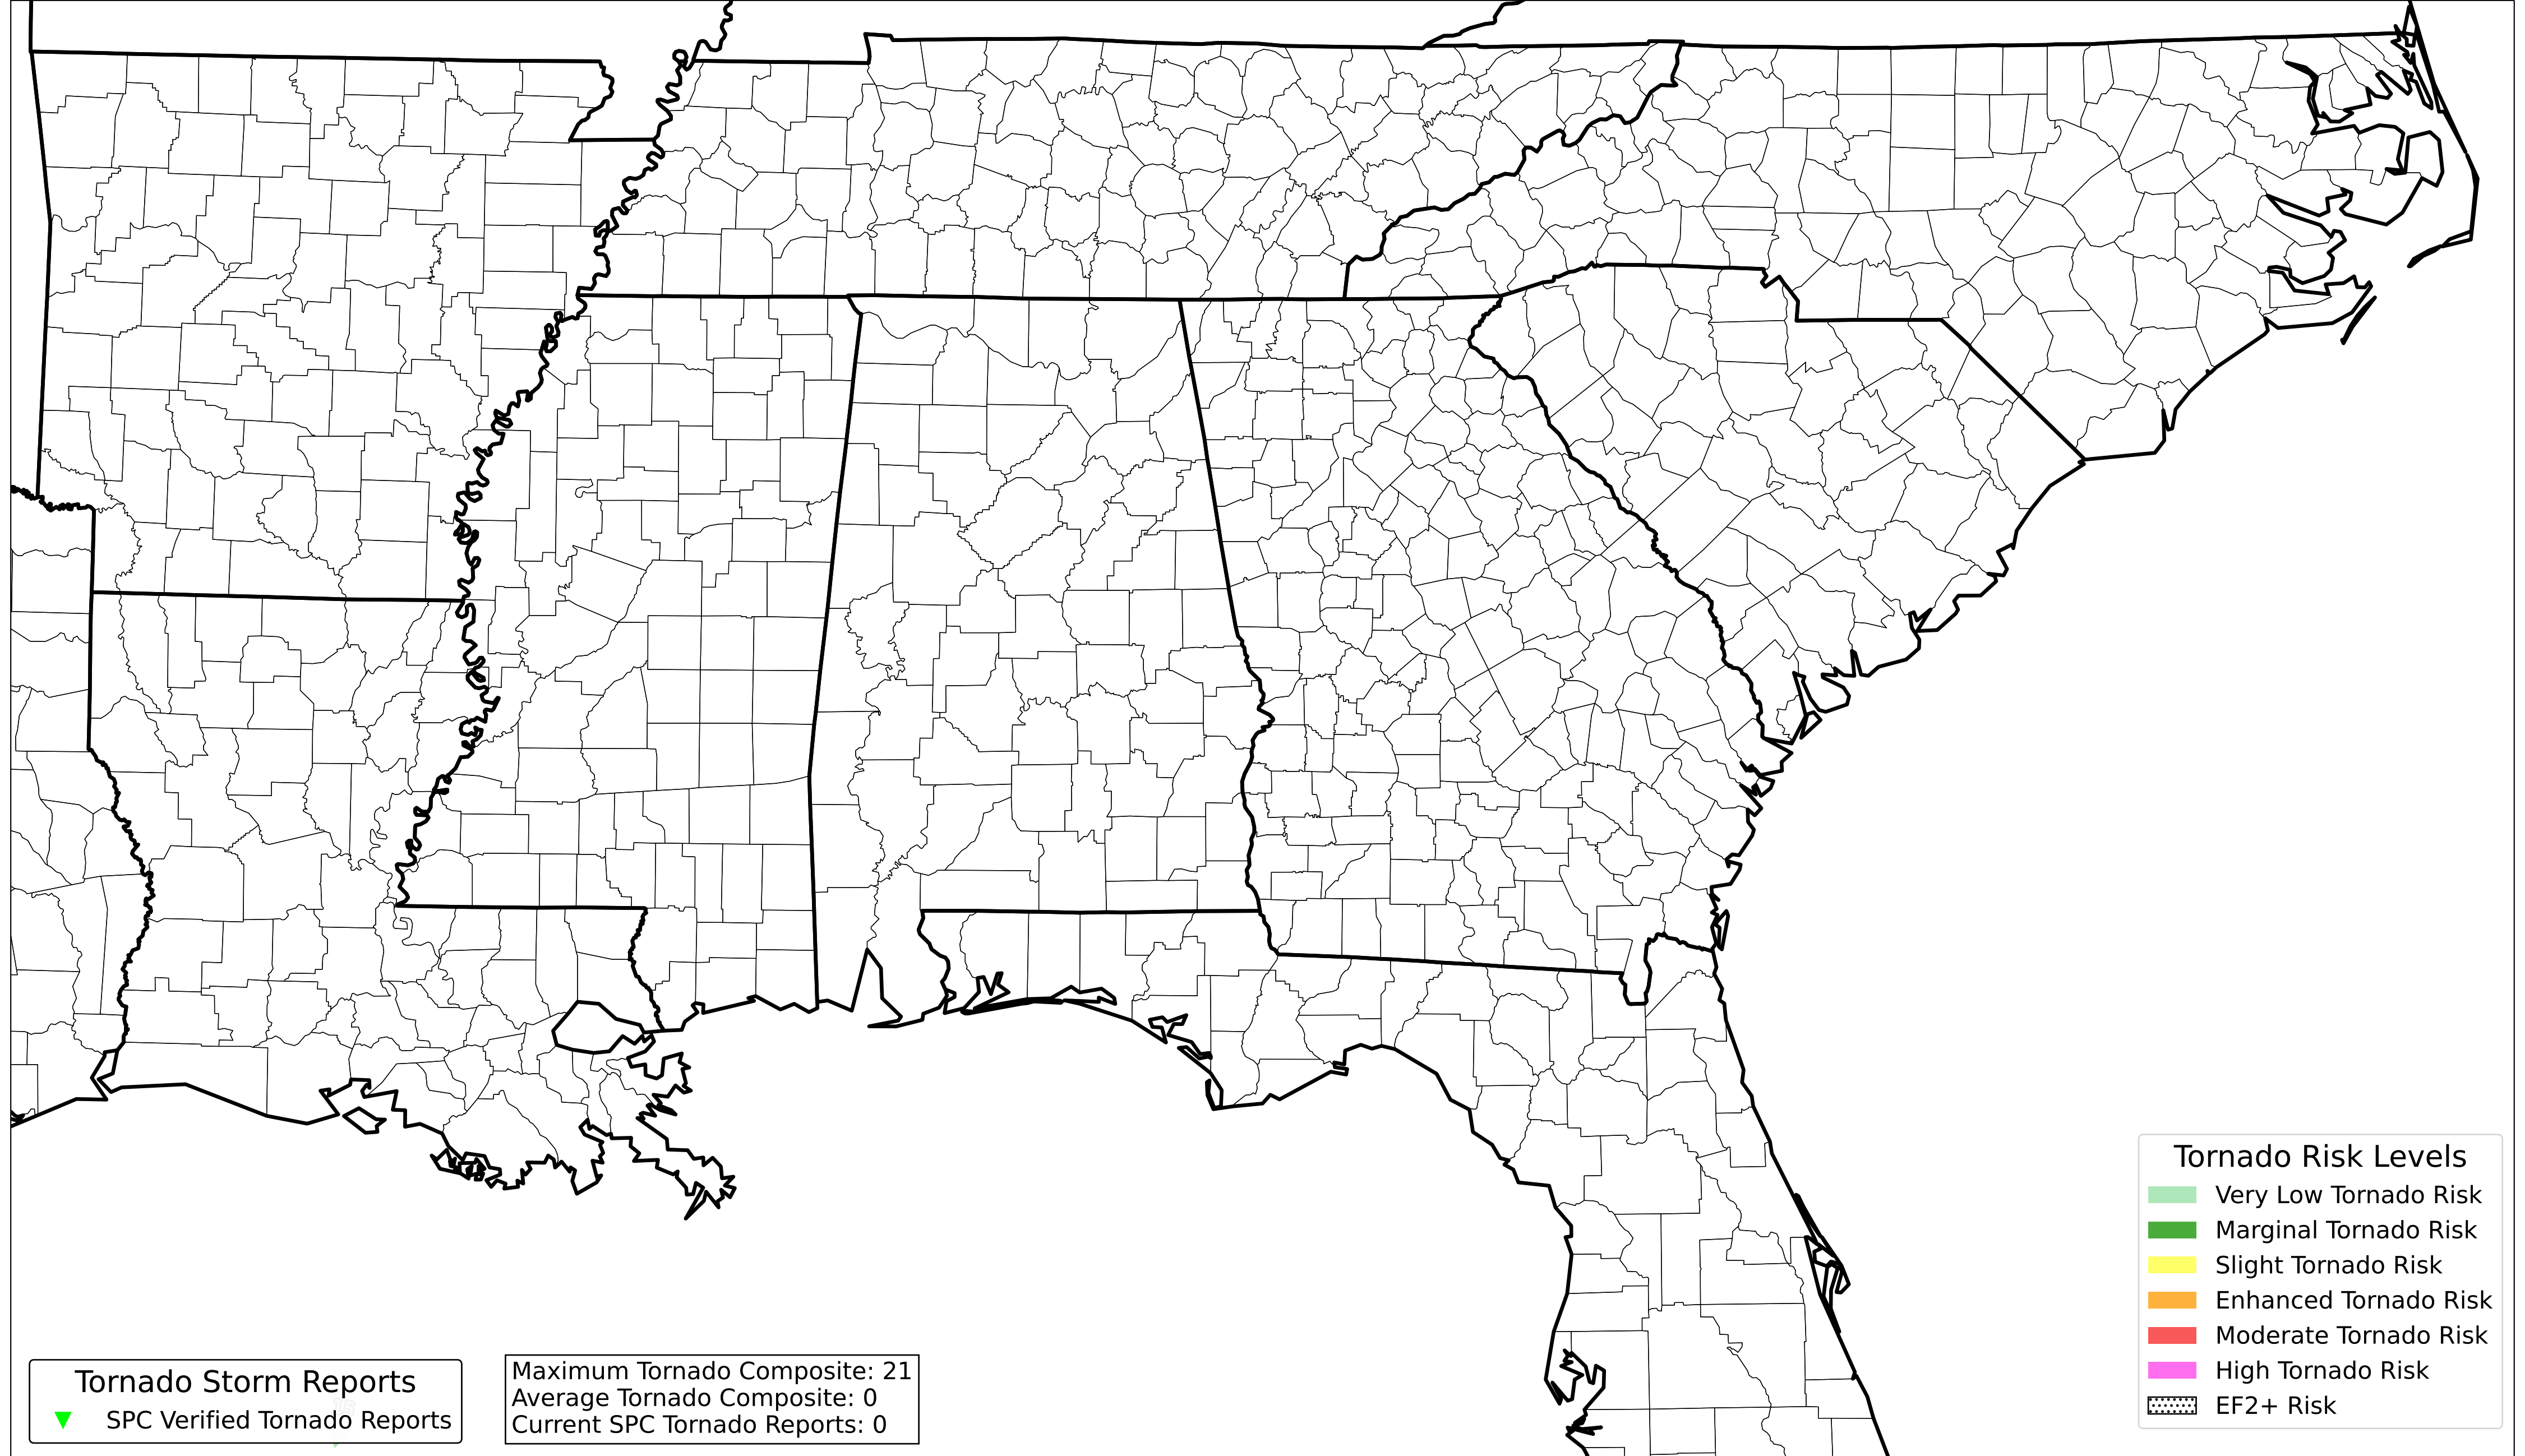 Tornado Risk Levels
Very Low Tornado Risk
Marginal Tornado Risk
Slight Tornado Risk
Enhanced Tornado Risk
Moderate Tornado Risk
High Tornado Risk
EF2+ Risk
Tornado Storm Reports
SPC Verified Tornado Reports
Maximum Tornado Composite: 21
Average Tornado Composite: 0
Current SPC Tornado Reports: 0